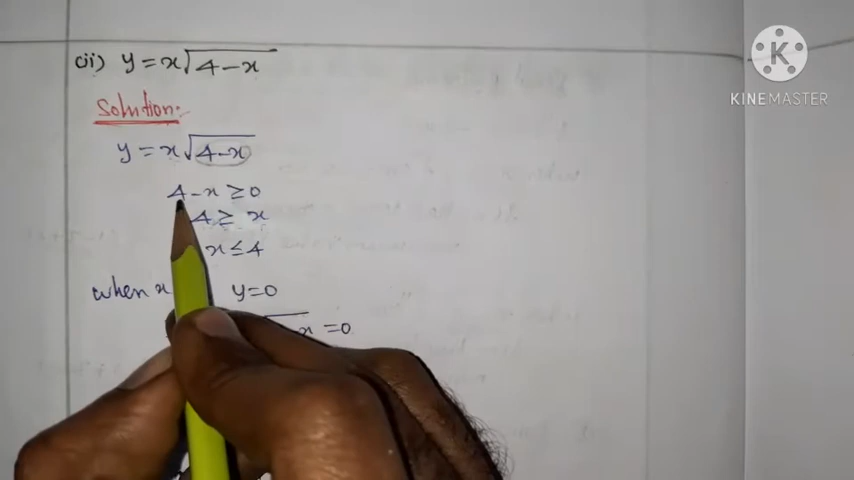 (ii) y = x√4-x
Solution:
y = x√4-x
4-x ≥ 0
4 ≥ x
x ≤ 4
when x y=0
x = 0
K
KINEMASTER